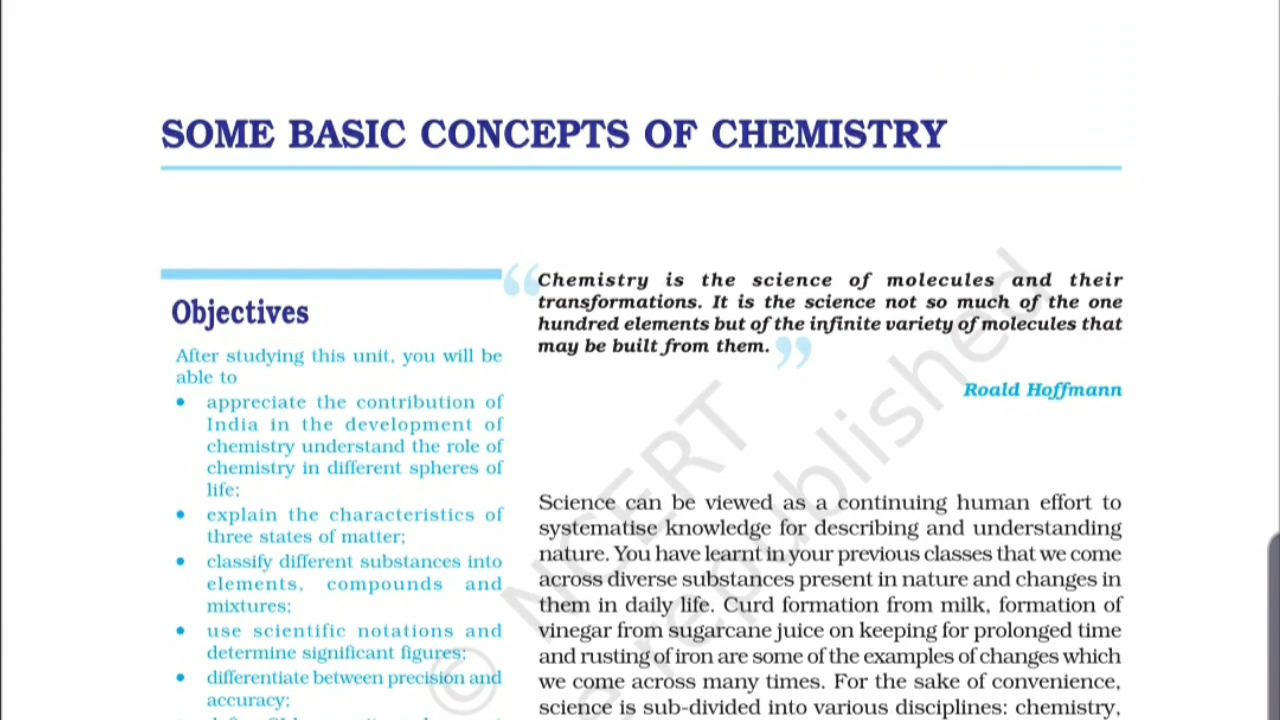 SOME BASIC CONCEPTS OF CHEMISTRY
Objectives
After studying this unit, you will be
able to
• appreciate the contribution of
India in the development of
chemistry understand the role of
chemistry in different spheres of
life;
• explain the characteristics of
three states of matter;
• classify different substances into
elements, compounds and
mixtures;
• use scientific notations and
determine significant figures;
• differentiate between precision and
accuracy;
“Chemistry is the science of molecules and their
transformations. It is the science not so much of the one
hundred elements but of the infinite variety of molecules that
may be built from them.”
Roald Hoffmann
Science can be viewed as a continuing human effort to
systematise knowledge for describing and understanding
nature. You have learnt in your previous classes that we come
across diverse substances present in nature and changes in
them in daily life. Curd formation from milk, formation of
vinegar from sugarcane juice on keeping for prolonged time
and rusting of iron are some of the examples of changes which
we come across many times. For the sake of convenience,
science is sub-divided into various disciplines: chemistry,
© NCERT
republished